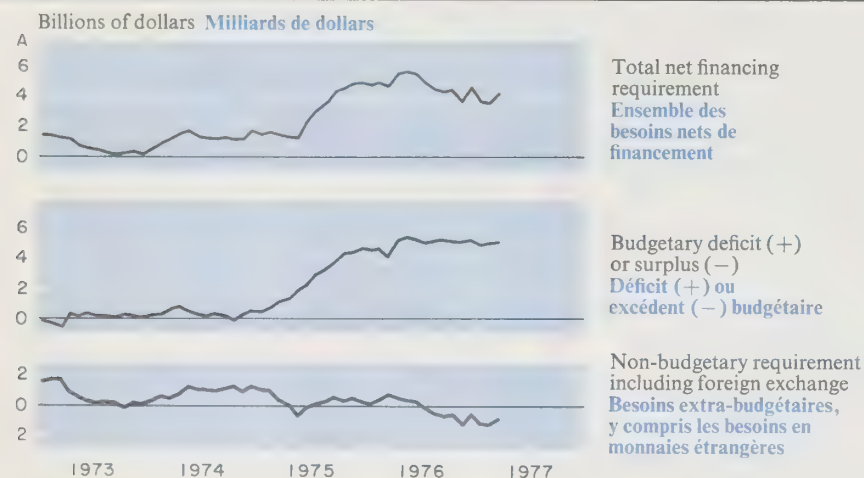 Billions of dollars Milliards de dollars
A
6
4
2
0
Total net financing
requirement
Ensemble des
besoins nets de
financement
6
4
2
0
Budgetary deficit (+)
or surplus (−)
Déficit (+) ou
excédent (−) budgétaire
2
0
2
Non-budgetary requirement
including foreign exchange
Besoins extra-budgétaires,
y compris les besoins en
monnaies étrangères
1973 1974 1975 1976 1977